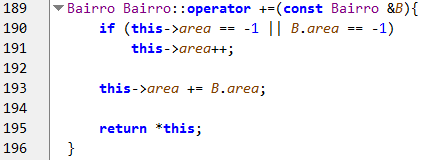 189 Bairro Bairro::operator +=(const Bairro &B){
190     if (this->area == -1 || B.area == -1)
191         this->area++;
192
193     this->area += B.area;
194
195     return *this;
196 }